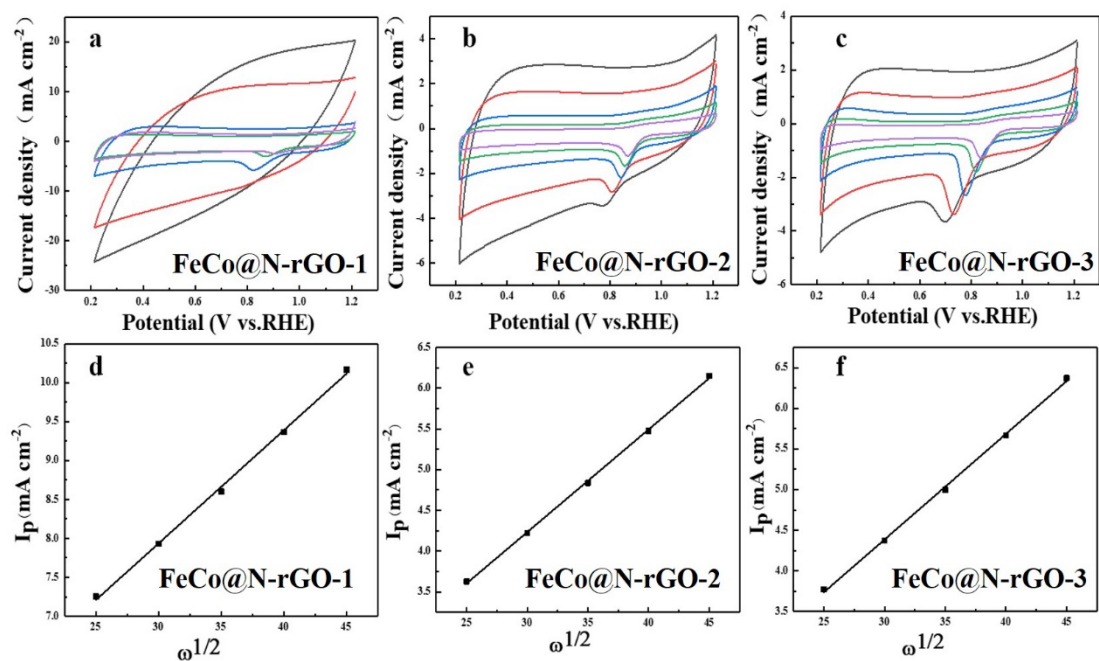 a
Current density ( mA cm⁻²)
20
10
0
-10
-20
-30
0.2 0.4 0.6 0.8 1.0 1.2
FeCo@N-rGO-1
Potential (V vs.RHE)
b
Current density ( mA cm⁻²)
4
2
0
-2
-4
-6
0.2 0.4 0.6 0.8 1.0 1.2
FeCo@N-rGO-2
Potential (V vs.RHE)
c
Current density ( mA cm⁻²)
4
2
0
-2
-4
-6
0.2 0.4 0.6 0.8 1.0 1.2
FeCo@N-rGO-3
Potential (V vs.RHE)
d
Ip(mA cm⁻²)
10.5
10.0
9.5
9.0
8.5
8.0
7.5
7.0
25 30 35 40 45
FeCo@N-rGO-1
ω1/2
e
Ip(mA cm⁻²)
6.5
6.0
5.5
5.0
4.5
4.0
3.5
25 30 35 40 45
FeCo@N-rGO-2
ω1/2
f
Ip(mA cm⁻²)
6.5
6.0
5.5
5.0
4.5
4.0
3.5
25 30 35 40 45
FeCo@N-rGO-3
ω1/2